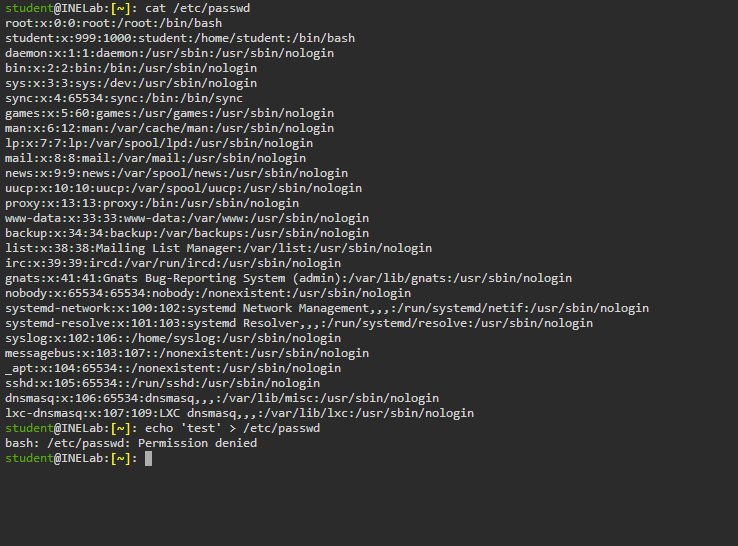 student@INELab:[~]: cat /etc/passwd
root:x:0:0:root:/root:/bin/bash
student:x:999:1000:student:/home/student:/bin/bash
daemon:x:1:1:daemon:/usr/sbin:/usr/sbin/nologin
bin:x:2:2:bin:/bin:/usr/sbin/nologin
sys:x:3:3:sys:/dev:/usr/sbin/nologin
sync:x:4:65534:sync:/bin:/bin/sync
games:x:5:60:games:/usr/games:/usr/sbin/nologin
man:x:6:12:man:/var/cache/man:/usr/sbin/nologin
lp:x:7:7:lp:/var/spool/lpd:/usr/sbin/nologin
mail:x:8:8:mail:/var/mail:/usr/sbin/nologin
news:x:9:9:news:/var/spool/news:/usr/sbin/nologin
uucp:x:10:10:uucp:/var/spool/uucp:/usr/sbin/nologin
proxy:x:13:13:proxy:/bin:/usr/sbin/nologin
www-data:x:33:33:www-data:/var/www:/usr/sbin/nologin
backup:x:34:34:backup:/var/backups:/usr/sbin/nologin
list:x:38:38:Mailing List Manager:/var/list:/usr/sbin/nologin
irc:x:39:39:ircd:/var/run/ircd:/usr/sbin/nologin
gnats:x:41:41:Gnats Bug-Reporting System (admin):/var/lib/gnats:/usr/sbin/nologin
nobody:x:65534:65534:nobody:/nonexistent:/usr/sbin/nologin
systemd-network:x:100:102:systemd Network Management,,,:/run/systemd/netif:/usr/sbin/nologin
systemd-resolve:x:101:103:systemd Resolver,,,:/run/systemd/resolve:/usr/sbin/nologin
syslog:x:102:106::/home/syslog:/usr/sbin/nologin
messagebus:x:103:107::/nonexistent:/usr/sbin/nologin
_apt:x:104:65534::/nonexistent:/usr/sbin/nologin
sshd:x:105:65534::/run/sshd:/usr/sbin/nologin
dnsmasq:x:106:65534:dnsmasq,,,:/var/lib/misc:/usr/sbin/nologin
lxc-dnsmasq:x:107:109:LXC dnsmasq,,,:/var/lib/lxc:/usr/sbin/nologin
student@INELab:[~]: echo 'test' > /etc/passwd
bash: /etc/passwd: Permission denied
student@INELab:[~]: